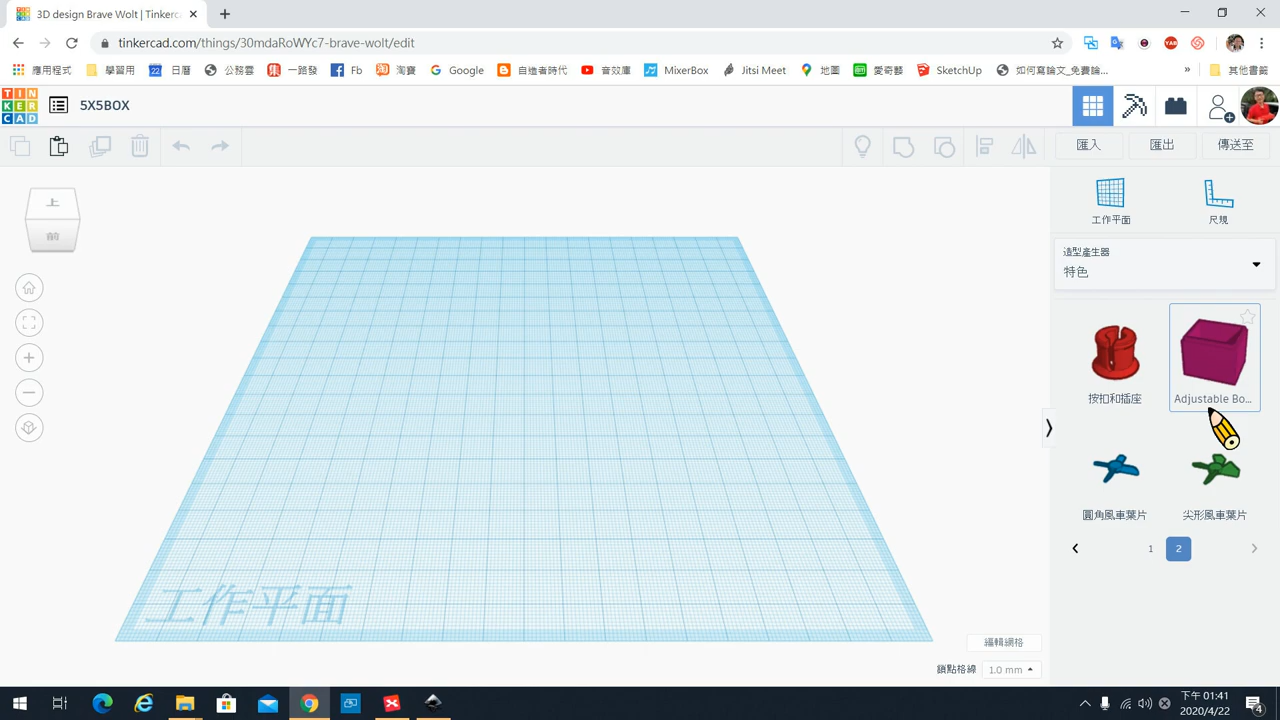 3D design Brave Wolt | Tinkerc
tinkercad.com/things/30mdaRoWYc7-brave-wolt/edit
應用程式 學習用 22 日曆 公務雲 集 一路發 Fb 淘寶 Google 自造者時代 音效庫 MixerBox Jitsi Meet 地圖 愛奇藝 SketchUp 如何寫論文_免費論... » 其他書籤
TIN
KER
CAD
5X5BOX
匯入 匯出 傳送至
上
前
工作平面 尺規
造型產生器
特色
按扣和插座 Adjustable Bo...
圓角風車葉片 尖形風車葉片
1 2
工作平面
編輯網格
鎖點格線 1.0 mm
下午 01:41
2020/4/22
4